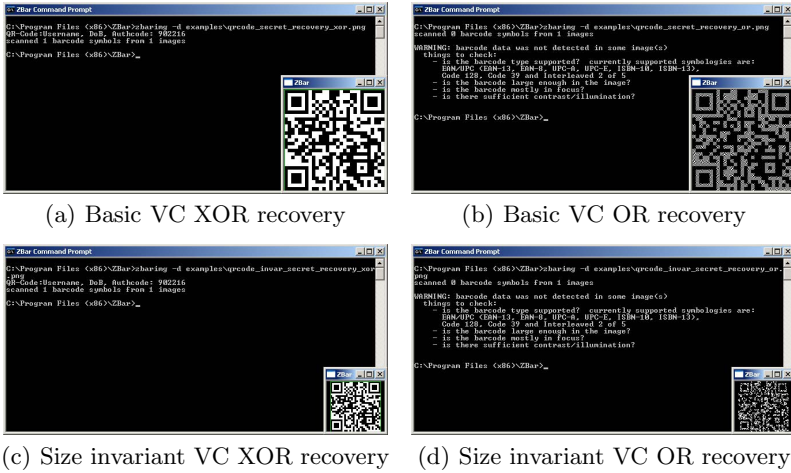 ZBar Command Prompt
C:\Program Files (x86)\ZBar>zbarimg -d examples\qrcode_secret_recovery_xor.png
QR-Code:Username, DoB, Authcode: 902216
scanned 1 barcode symbols from 1 images
C:\Program Files (x86)\ZBar>_
ZBar
(a) Basic VC XOR recovery
ZBar Command Prompt
C:\Program Files (x86)\ZBar>zbarimg -d examples\qrcode_secret_recovery_or.png
scanned 0 barcode symbols from 1 images
WARNING: barcode data was not detected in some image(s)
things to check:
- is the barcode type supported? currently supported symbologies are:
EAN/UPC (EAN-13, EAN-8, UPC-A, UPC-E, ISBN-10, ISBN-13),
Code 128, Code 39 and Interleaved 2 of 5
- is the barcode large enough in the image?
- is the barcode mostly in focus?
- is there sufficient contrast/illumination?
C:\Program Files (x86)\ZBar>_
ZBar
(b) Basic VC OR recovery
ZBar Command Prompt
C:\Program Files (x86)\ZBar>zbarimg -d examples\qrcode_invar_secret_recovery_xor
.png
QR-Code:Username, DoB, Authcode: 902216
scanned 1 barcode symbols from 1 images
C:\Program Files (x86)\ZBar>_
ZBar
(c) Size invariant VC XOR recovery
ZBar Command Prompt
C:\Program Files (x86)\ZBar>zbarimg -d examples\qrcode_invar_secret_recovery_or.
png
scanned 0 barcode symbols from 1 images
WARNING: barcode data was not detected in some image(s)
things to check:
- is the barcode type supported? currently supported symbologies are:
EAN/UPC (EAN-13, EAN-8, UPC-A, UPC-E, ISBN-10, ISBN-13),
Code 128, Code 39 and Interleaved 2 of 5
- is the barcode large enough in the image?
- is the barcode mostly in focus?
- is there sufficient contrast/illumination?
C:\Program Files (x86)\ZBar>_
ZBar
(d) Size invariant VC OR recovery